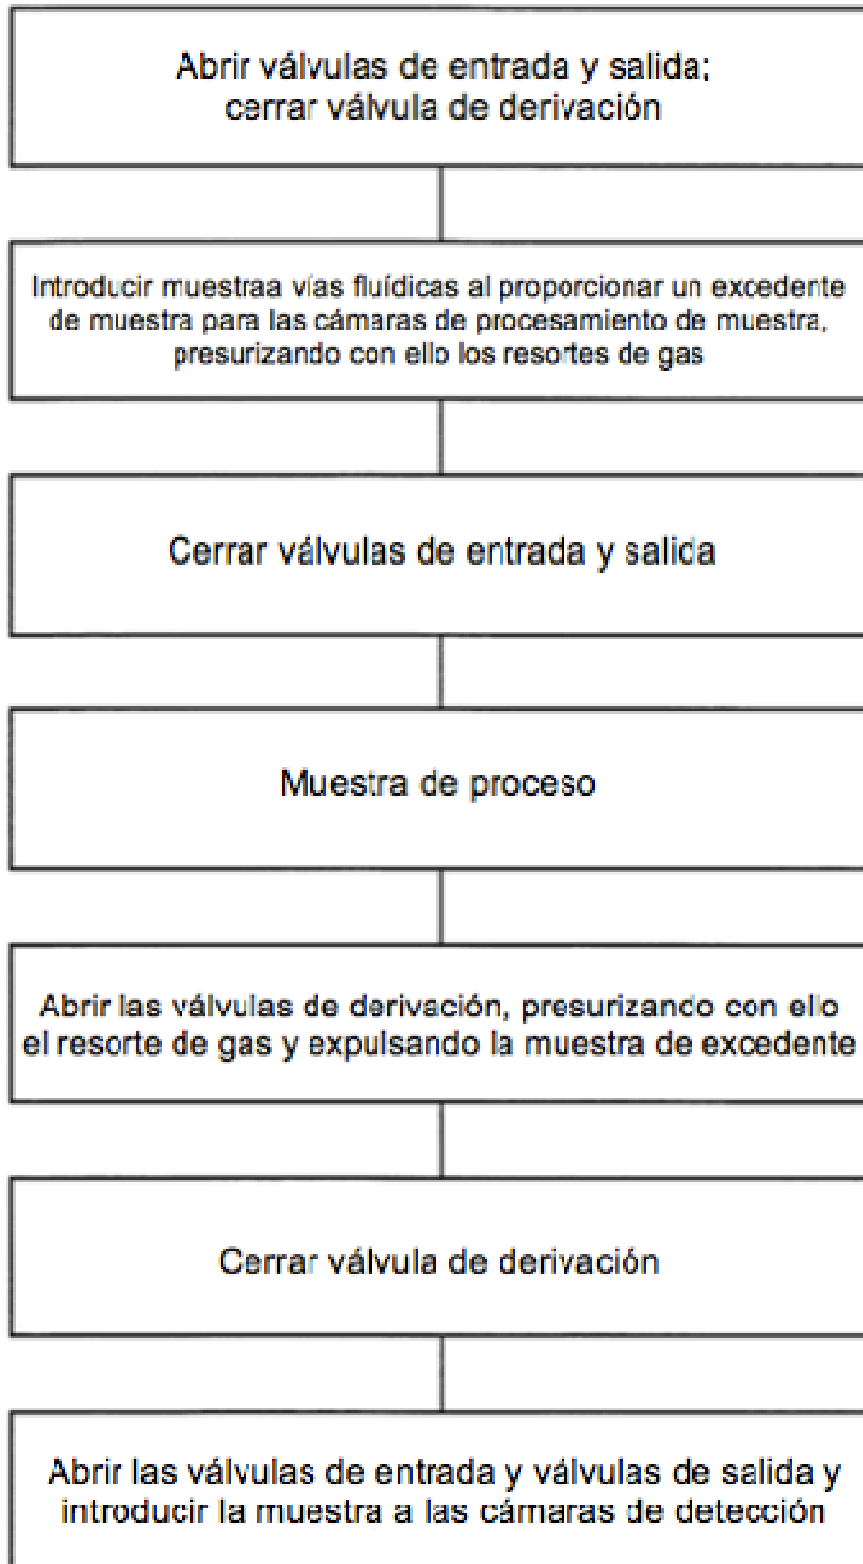 Abrir válvulas de entrada y salida;
cerrar válvula de derivación
Introducir muestraa vías fluídicas al proporcionar un excedente
de muestra para las cámaras de procesamiento de muestra,
presurizando con ello los resortes de gas
Cerrar válvulas de entrada y salida
Muestra de proceso
Abrir las válvulas de derivación, presurizando con ello
el resorte de gas y expulsando la muestra de excedente
Cerrar válvula de derivación
Abrir las válvulas de entrada y válvulas de salida y
introducir la muestra a las cámaras de detección